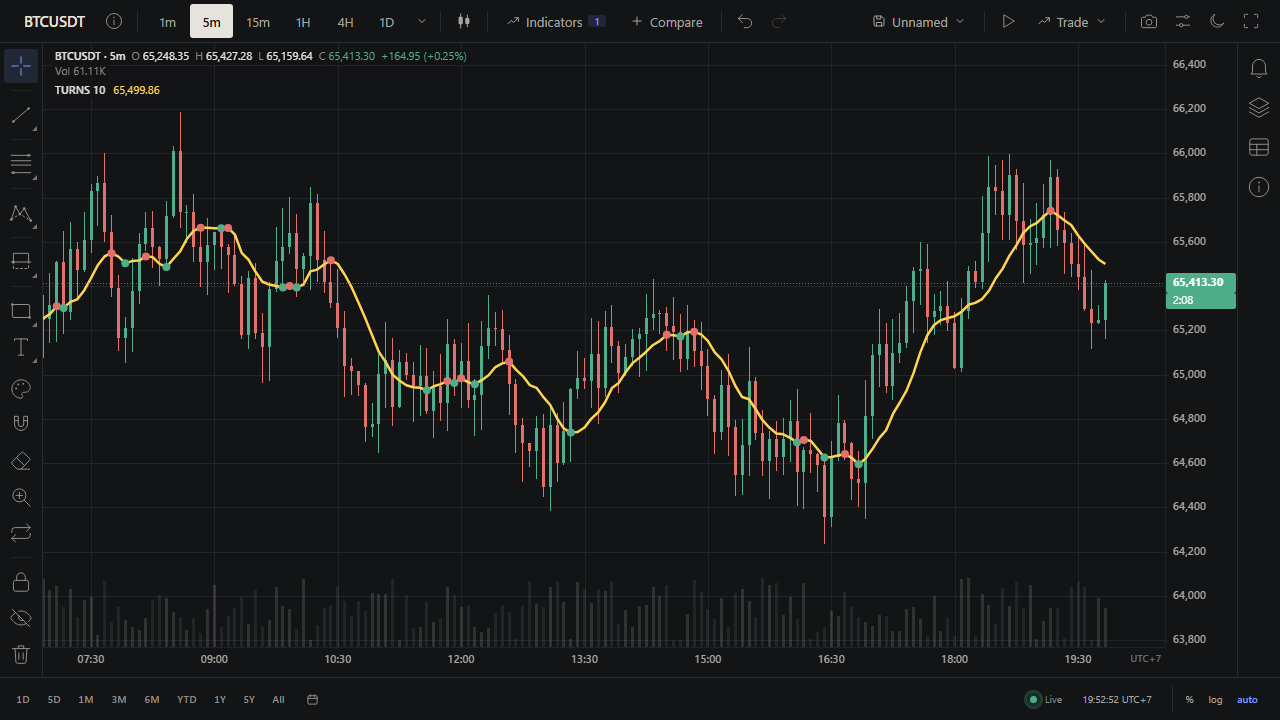 BTCUSDT 1m 5m 15m 1H 4H 1D Indicators 1 Compare Unnamed Trade
BTCUSDT · 5m O 65,248.35 H 65,427.28 L 65,159.64 C 65,413.30 +164.95 (+0.25%)
Vol 61.11K
TURNS 10 65,499.86
66,400
66,200
66,000
65,800
65,600
65,413.30
2:08
65,200
65,000
64,800
64,600
64,400
64,200
64,000
63,800
07:30 09:00 10:30 12:00 13:30 15:00 16:30 18:00 19:30 UTC+7
1D 5D 1M 3M 6M YTD 1Y 5Y All Live 19:52:52 UTC+7 % log auto